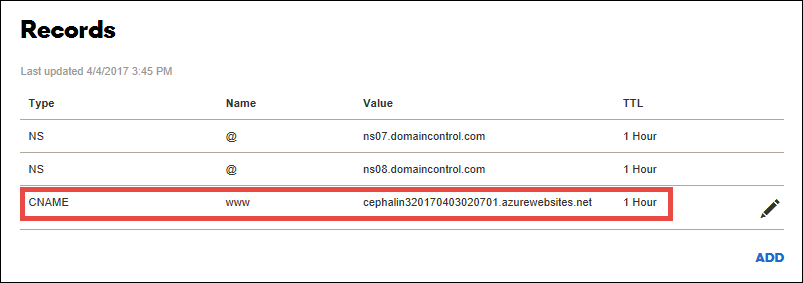 Records
Last updated 4/4/2017 3:45 PM
Type Name Value TTL
NS @ ns07.domaincontrol.com 1 Hour
NS @ ns08.domaincontrol.com 1 Hour
CNAME www cephalin320170403020701.azurewebsites.net 1 Hour
ADD